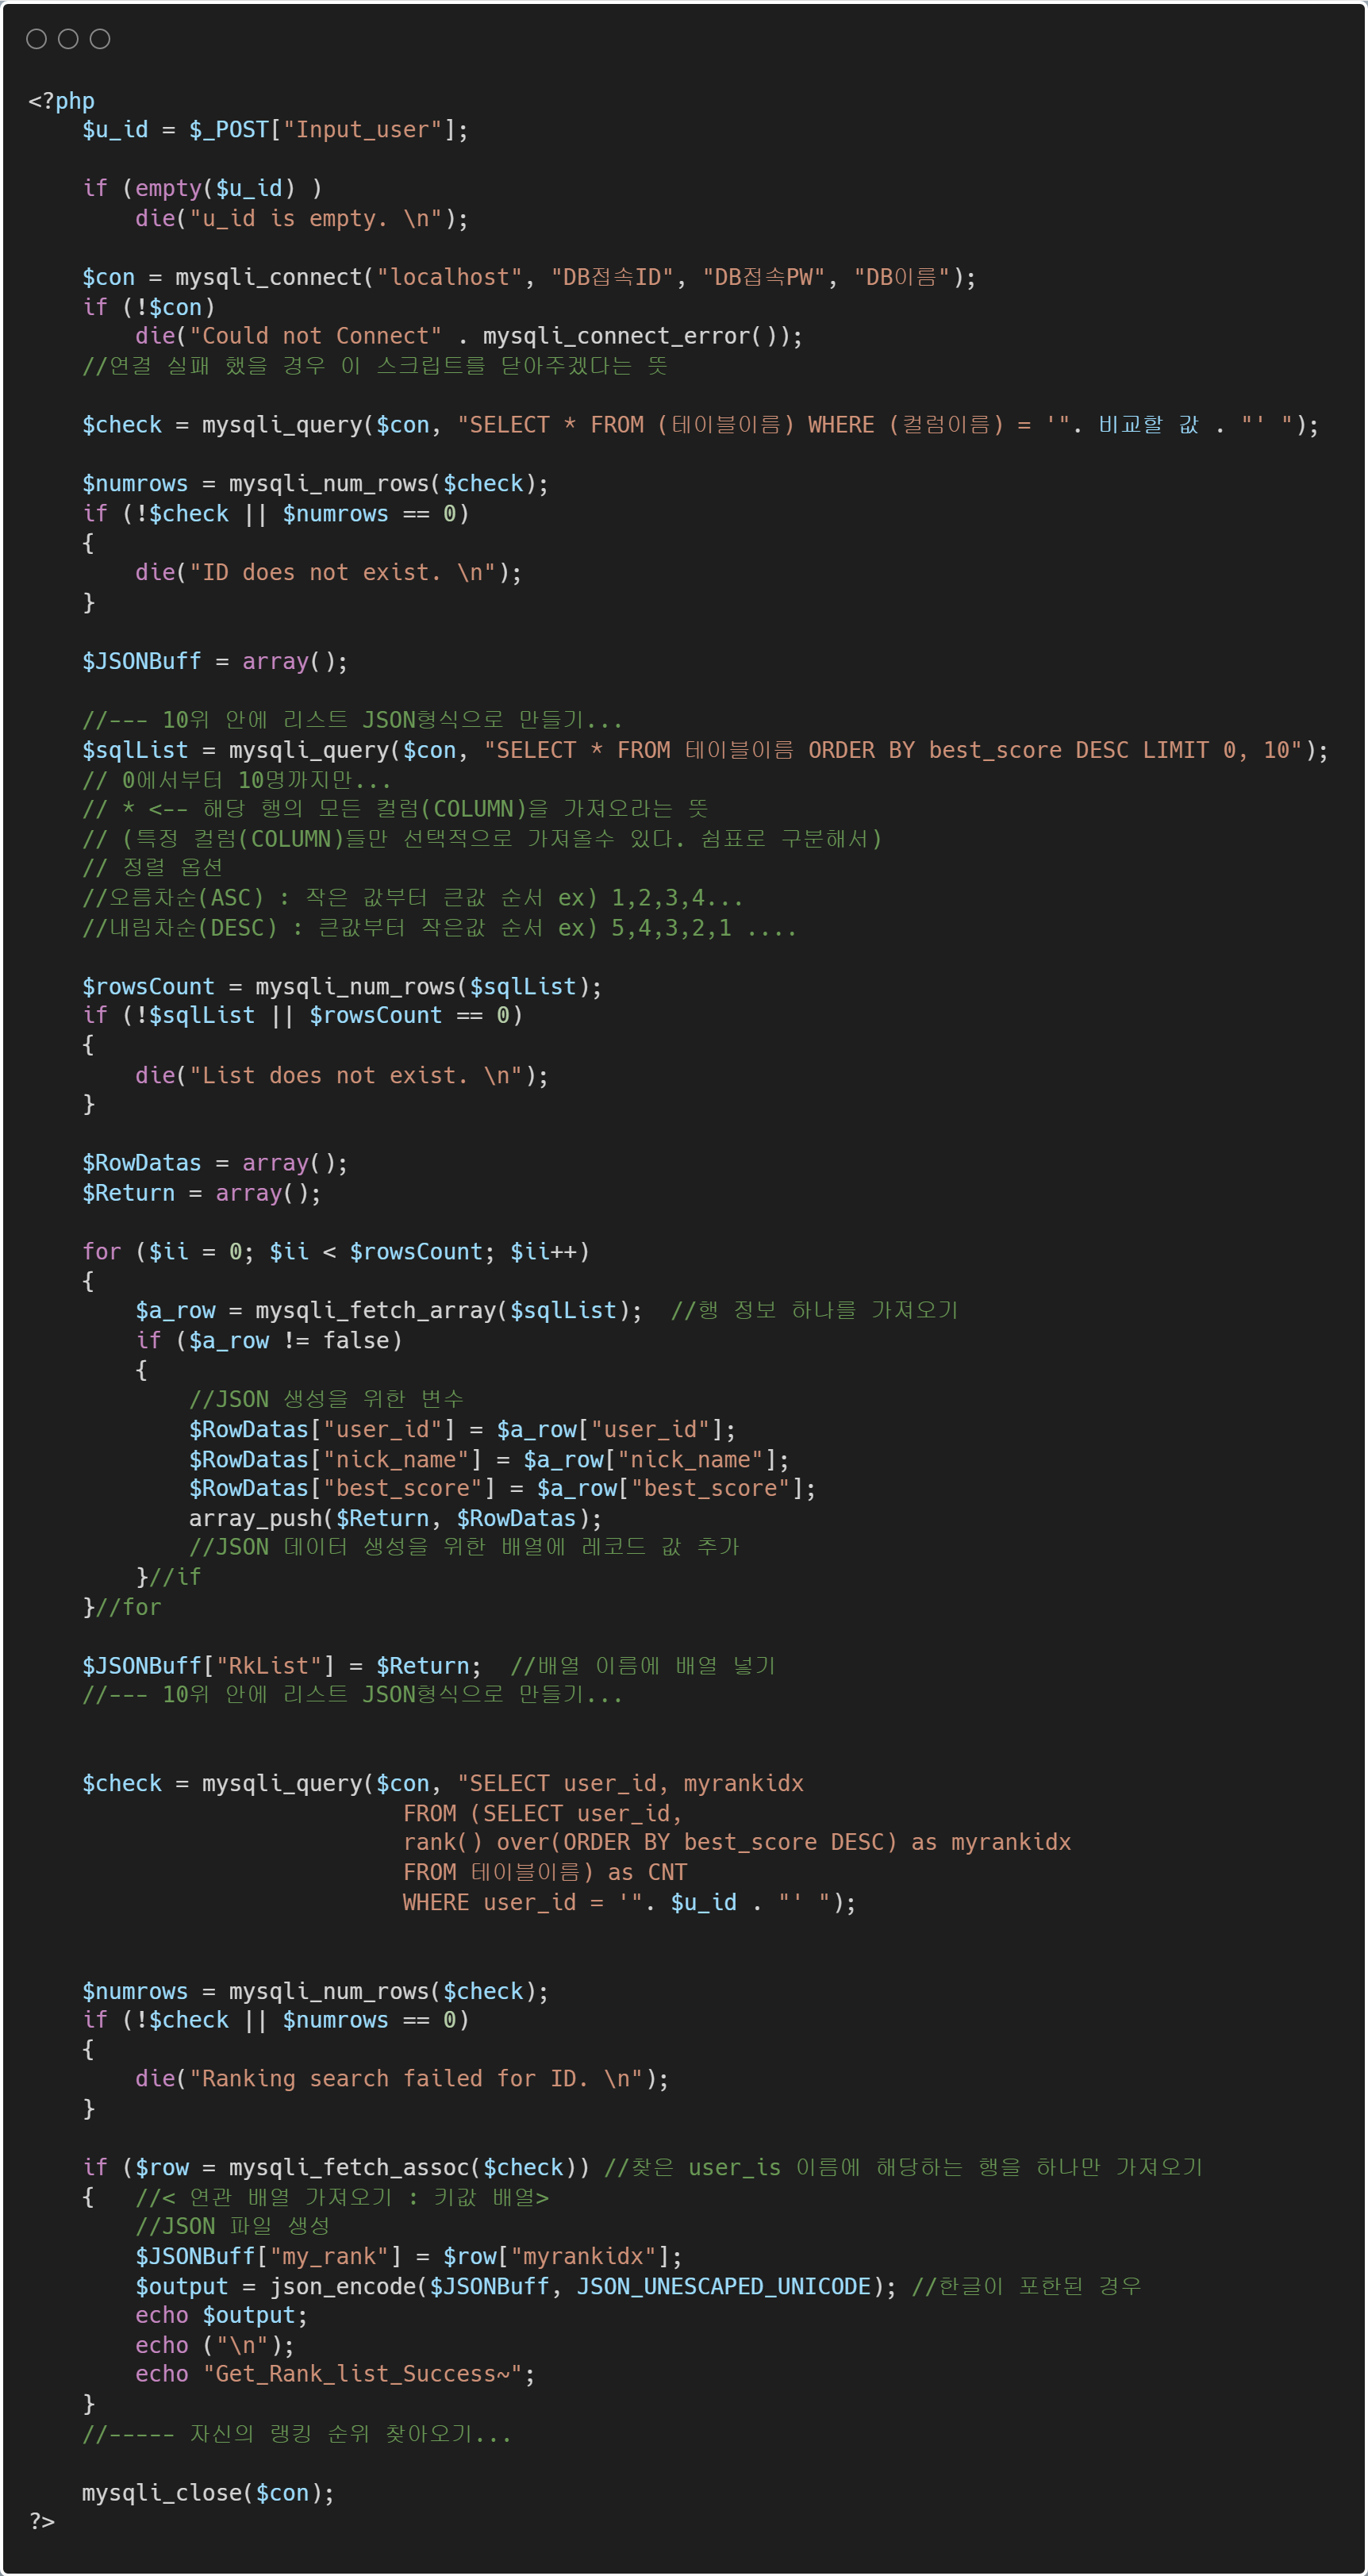 <?php
    $u_id = $_POST["Input_user"];

    if (empty($u_id) )
        die("u_id is empty. \n");

    $con = mysqli_connect("localhost", "DB접속ID", "DB접속PW", "DB이름");
    if (!$con)
        die("Could not Connect" . mysqli_connect_error());
    //연결 실패 했을 경우 이 스크립트를 닫아주겠다는 뜻

    $check = mysqli_query($con, "SELECT * FROM (테이블이름) WHERE (컬럼이름) = '". 비교할 값 . "' ");

    $numrows = mysqli_num_rows($check);
    if (!$check || $numrows == 0)
    {
        die("ID does not exist. \n");
    }

    $JSONBuff = array();

    //--- 10위 안에 리스트 JSON형식으로 만들기...
    $sqlList = mysqli_query($con, "SELECT * FROM 테이블이름 ORDER BY best_score DESC LIMIT 0, 10");
    // 0에서부터 10명까지만...
    // * <-- 해당 행의 모든 컬럼(COLUMN)을 가져오라는 뜻
    // (특정 컬럼(COLUMN)들만 선택적으로 가져올수 있다. 쉼표로 구분해서)
    // 정렬 옵션
    //오름차순(ASC) : 작은 값부터 큰값 순서 ex) 1,2,3,4...
    //내림차순(DESC) : 큰값부터 작은값 순서 ex) 5,4,3,2,1 ....

    $rowsCount = mysqli_num_rows($sqlList);
    if (!$sqlList || $rowsCount == 0)
    {
        die("List does not exist. \n");
    }

    $RowDatas = array();
    $Return = array();

    for ($ii = 0; $ii < $rowsCount; $ii++)
    {
        $a_row = mysqli_fetch_array($sqlList);  //행 정보 하나를 가져오기
        if ($a_row != false)
        {
            //JSON 생성을 위한 변수
            $RowDatas["user_id"] = $a_row["user_id"];
            $RowDatas["nick_name"] = $a_row["nick_name"];
            $RowDatas["best_score"] = $a_row["best_score"];
            array_push($Return, $RowDatas);
            //JSON 데이터 생성을 위한 배열에 레코드 값 추가
        }//if
    }//for

    $JSONBuff["RkList"] = $Return;  //배열 이름에 배열 넣기
    //--- 10위 안에 리스트 JSON형식으로 만들기...


    $check = mysqli_query($con, "SELECT user_id, myrankidx
                            FROM (SELECT user_id,
                            rank() over(ORDER BY best_score DESC) as myrankidx
                            FROM 테이블이름) as CNT
                            WHERE user_id = '". $u_id . "' ");


    $numrows = mysqli_num_rows($check);
    if (!$check || $numrows == 0)
    {
        die("Ranking search failed for ID. \n");
    }

    if ($row = mysqli_fetch_assoc($check)) //찾은 user_is 이름에 해당하는 행을 하나만 가져오기
    {   //< 연관 배열 가져오기 : 키값 배열>
        //JSON 파일 생성
        $JSONBuff["my_rank"] = $row["myrankidx"];
        $output = json_encode($JSONBuff, JSON_UNESCAPED_UNICODE); //한글이 포한된 경우
        echo $output;
        echo ("\n");
        echo "Get_Rank_list_Success~";
    }
    //----- 자신의 랭킹 순위 찾아오기...

    mysqli_close($con);
?>